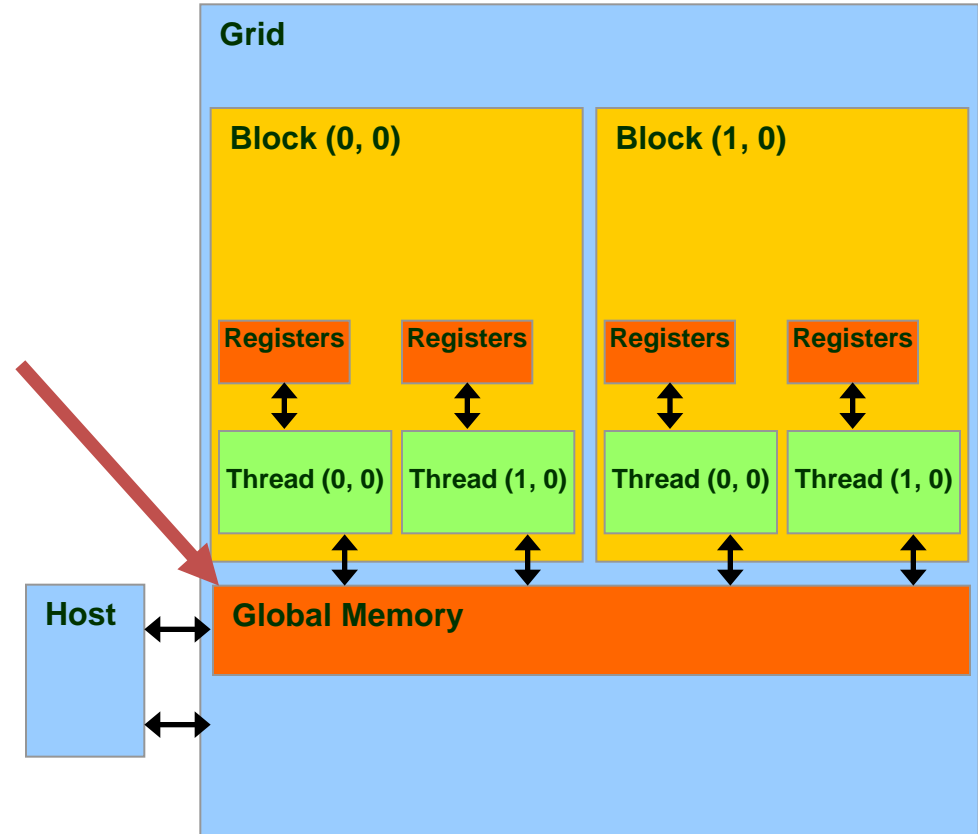 Grid
Block (0, 0)
Block (1, 0)
Registers
Registers
Registers
Registers
Thread (0, 0)
Thread (1, 0)
Thread (0, 0)
Thread (1, 0)
Host
Global Memory